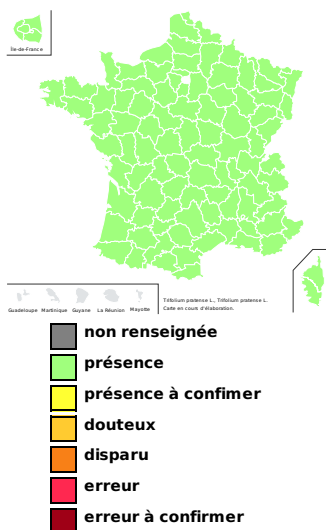 Île-de-France
Guadeloupe Martinique Guyane La Réunion Mayotte
Trifolium pratense L., Trifolium pratense L.
Carte en cours d'élaboration.
non renseignée
présence
présence à confimer
douteux
disparu
erreur
erreur à confirmer